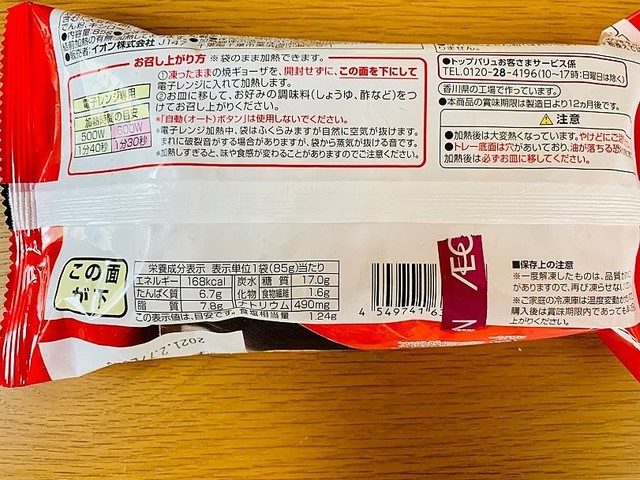 でん粉、
●85g
イオン株式会社 J145
お召し上がり方 ※袋のまま加熱できます。
①凍ったままの焼ギョーザを、開封せずに、この面を下にして
電子レンジに入れて加熱します。
②お皿に移して、お好みの調味料(しょうゆ、酢など)をつ
けてお召し上がりください。
*「自動(オート)ボタン」は使用しないでください。
*電子レンジ加熱中、袋はふくらみますが自然に空気が抜けます。
まれに破裂音がする場合がありますが、袋から蒸気が抜ける音です。
*加熱しすぎると、味や食感が変わることがありますのでご注意ください。
電子レンジ専用
加熱時間の目安
500W 600W
1分40秒 1分30秒
●トップバリュお客さまサービス係
TEL.0120-28-4196(10~17時:日曜日は除く)
香川県の工場で作っています。
●本商品の賞味期限は製造日より12ヵ月後です。
注意
●加熱後は大変熱くなっています。やけどにご
●トレー底面は穴があいており、油が落ちる恐
加熱後は必ずお皿に移してください。
この面
が下
栄養成分表示 表示単位1袋(85g)当たり
エネルギー 168kcal 炭水 糖質 17.0g
たんぱく質 6.7g 化物 食物繊維 1.6g
脂質 7.8g ナトリウム 490mg
この表示値は、目安です。 食塩相当量 1.24g
4 549741 6
ÆO
N
■保存上の注意
※一度解凍したものは、品質が
がありますので、再び凍らせない
※ご家庭の冷凍庫は温度変動が
購入後は賞味期限内であっても
上がりください。
2021.2.